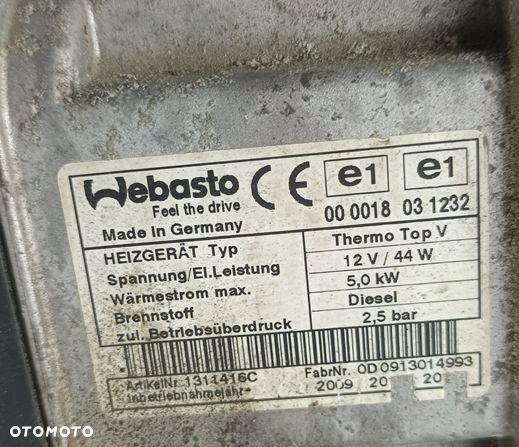 Webasto
Feel the drive
Made in Germany
CE e1 e1
00 0018 03 1232
HEIZGERÄT Typ Thermo Top V
Spannung/El.Leistung 12 V / 44 W
Wärmestrom max. 5,0 kW
Brennstoff Diesel
zul. Betriebsüberdruck 2,5 bar
ArtikelNr. 1311416C FabrNr. 0D0913014993
Inbetriebnahmejahr 2009 20 20
OTOMOTO
OTOMOTO